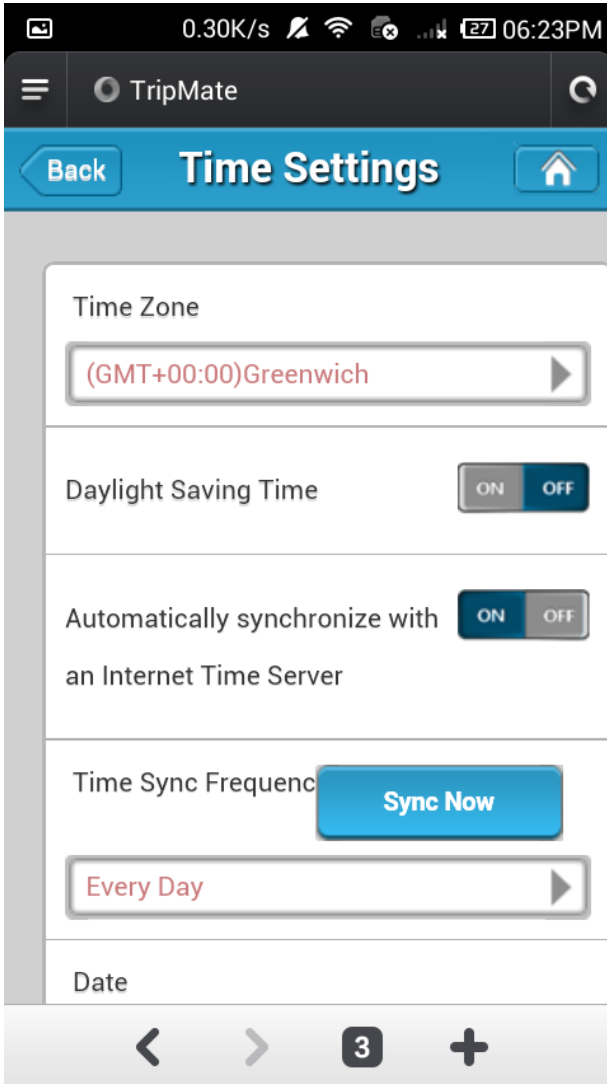 0.30K/s 27 06:23PM
TripMate
Back Time Settings
Time Zone
(GMT+00:00)Greenwich
Daylight Saving Time ON OFF
Automatically synchronize with ON OFF
an Internet Time Server
Time Sync Frequenc Sync Now
Every Day
Date
3